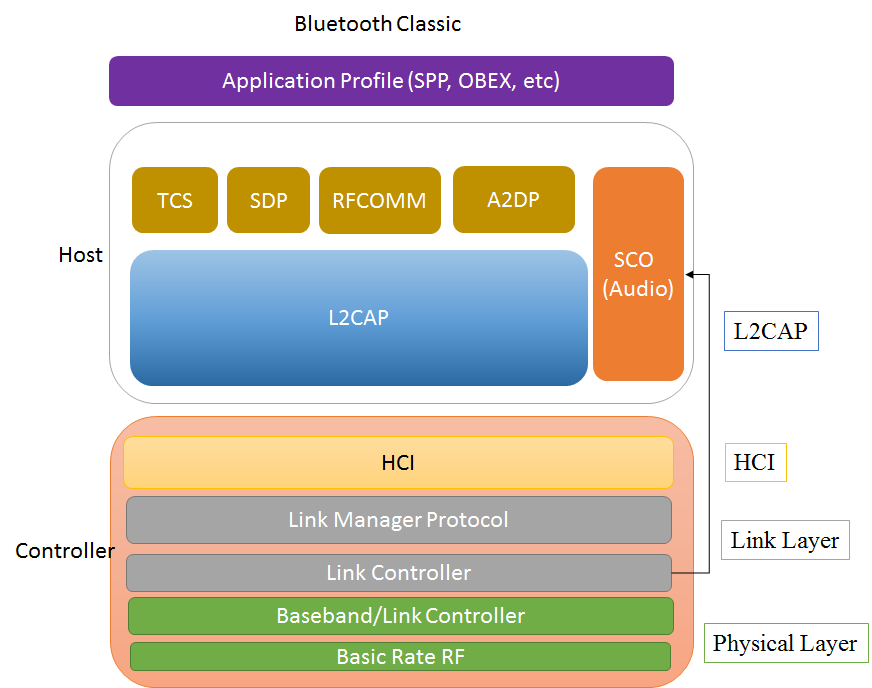 Bluetooth Classic
Application Profile (SPP, OBEX, etc)
TCS
SDP
RFCOMM
A2DP
SCO
(Audio)
Host
L2CAP
L2CAP
HCI
HCI
Link Manager Protocol
Link Layer
Controller
Link Controller
Baseband/Link Controller
Physical Layer
Basic Rate RF